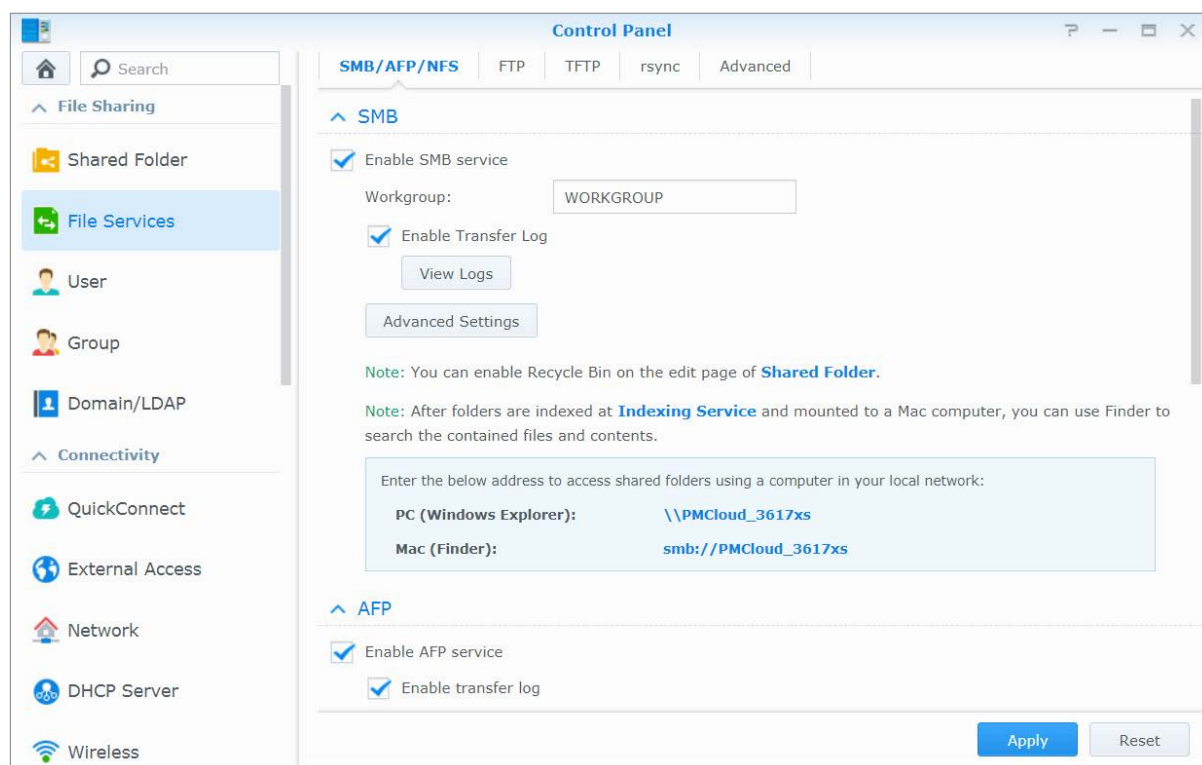 Control Panel
Search
File Sharing
Shared Folder
File Services
User
Group
Domain/LDAP
Connectivity
QuickConnect
External Access
Network
DHCP Server
Wireless
SMB/AFP/NFS FTP TFTP rsync Advanced
SMB
Enable SMB service
Workgroup: WORKGROUP
Enable Transfer Log
View Logs
Advanced Settings
Note: You can enable Recycle Bin on the edit page of Shared Folder.
Note: After folders are indexed at Indexing Service and mounted to a Mac computer, you can use Finder to
search the contained files and contents.
Enter the below address to access shared folders using a computer in your local network:
PC (Windows Explorer): \\PMCloud_3617xs
Mac (Finder): smb://PMCloud_3617xs
AFP
Enable AFP service
Enable transfer log
Apply Reset